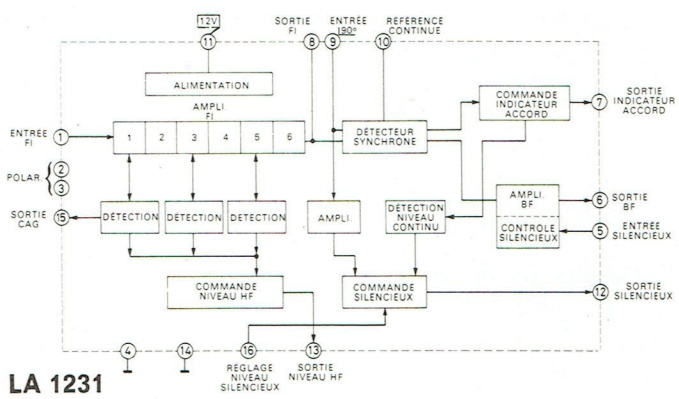 12V
11
SORTIE
FI
8
ENTRÉE
190°
9
REFÉRENCE
CONTINUE
10
ALIMENTATION
AMPLI.
FI
ENTRÉE
FI
1
1 2 3 4 5 6
DÉTECTEUR
SYNCHRONE
COMMANDE
INDICATEUR
ACCORD
7
SORTIE
INDICATEUR
ACCORD
POLAR.
2
3
SORTIE
CAG
15
DÉTECTION
DÉTECTION
DETECTION
AMPLI.
DÉTECTION
NIVEAU
CONTINU
AMPLI.
BF
CONTROLE
SILENCIEUX
6
SORTIE
BF
5
ENTRÉE
SILENCIEUX
COMMANDE
NIVEAU HF
COMMANDE
SILENCIEUX
12
SORTIE
SILENCIEUX
4
14
16
13
REGLAGE
NIVEAU
SILENCIEUX
SORTIE
NIVEAU HF
LA 1231